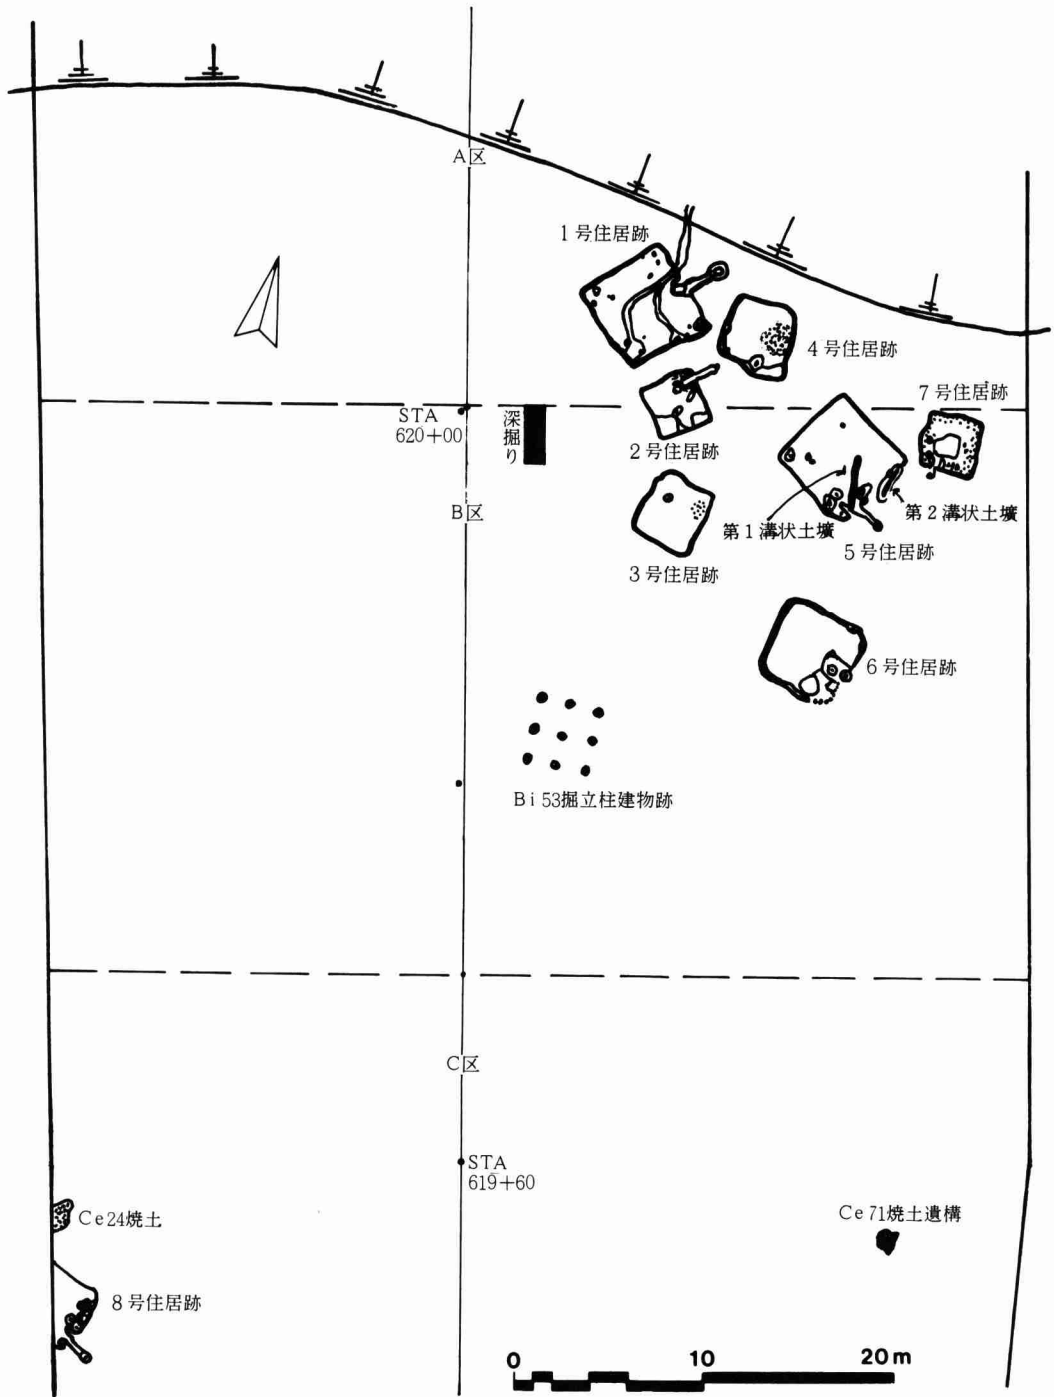 A区
1号住居跡
4号住居跡
7号住居跡
STA
620+00
深掘り
2号住居跡
B区
第1溝状土壙
第2溝状土壙
5号住居跡
3号住居跡
6号住居跡
Bi53掘立柱建物跡
C区
STA
619+60
Ce24焼土
Ce71焼土遺構
8号住居跡
0 10 20m